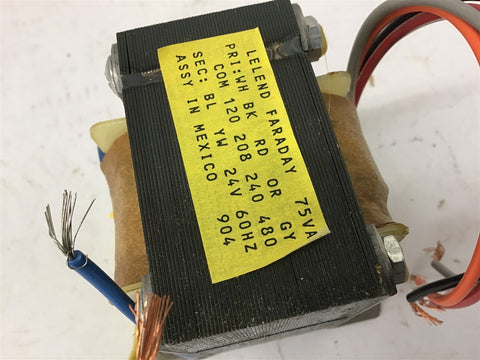 LELEND FARADAY 75VA
PRI:WH BK RD OR GY
COM 120 208 240 480
SEC: BL YW 24V 60HZ
ASSY IN MEXICO 904